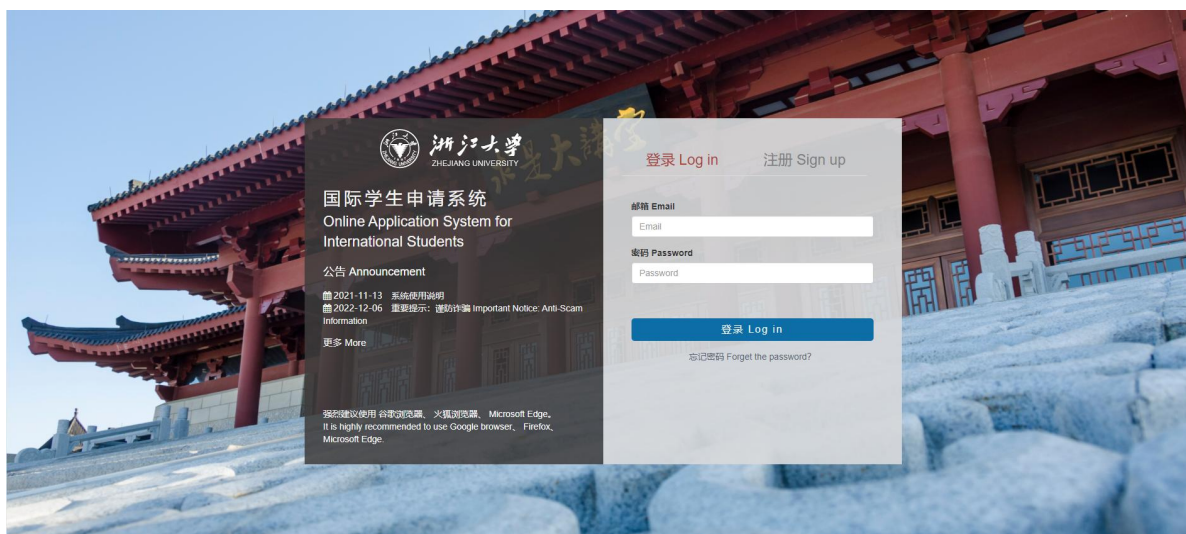 浙江大学
ZHEJIANG UNIVERSITY
国际学生申请系统
Online Application System for
International Students
公告 Announcement
2021-11-13 系统使用说明
2022-12-06 重要提示：谨防诈骗 Important Notice: Anti-Scam
Information
更多 More
强烈建议使用 谷歌浏览器、 火狐浏览器、 Microsoft Edge。
It is highly recommended to use Google browser、 Firefox、
Microsoft Edge.
登录 Log in
注册 Sign up
邮箱 Email
Email
密码 Password
Password
登录 Log in
忘记密码 Forget the password?